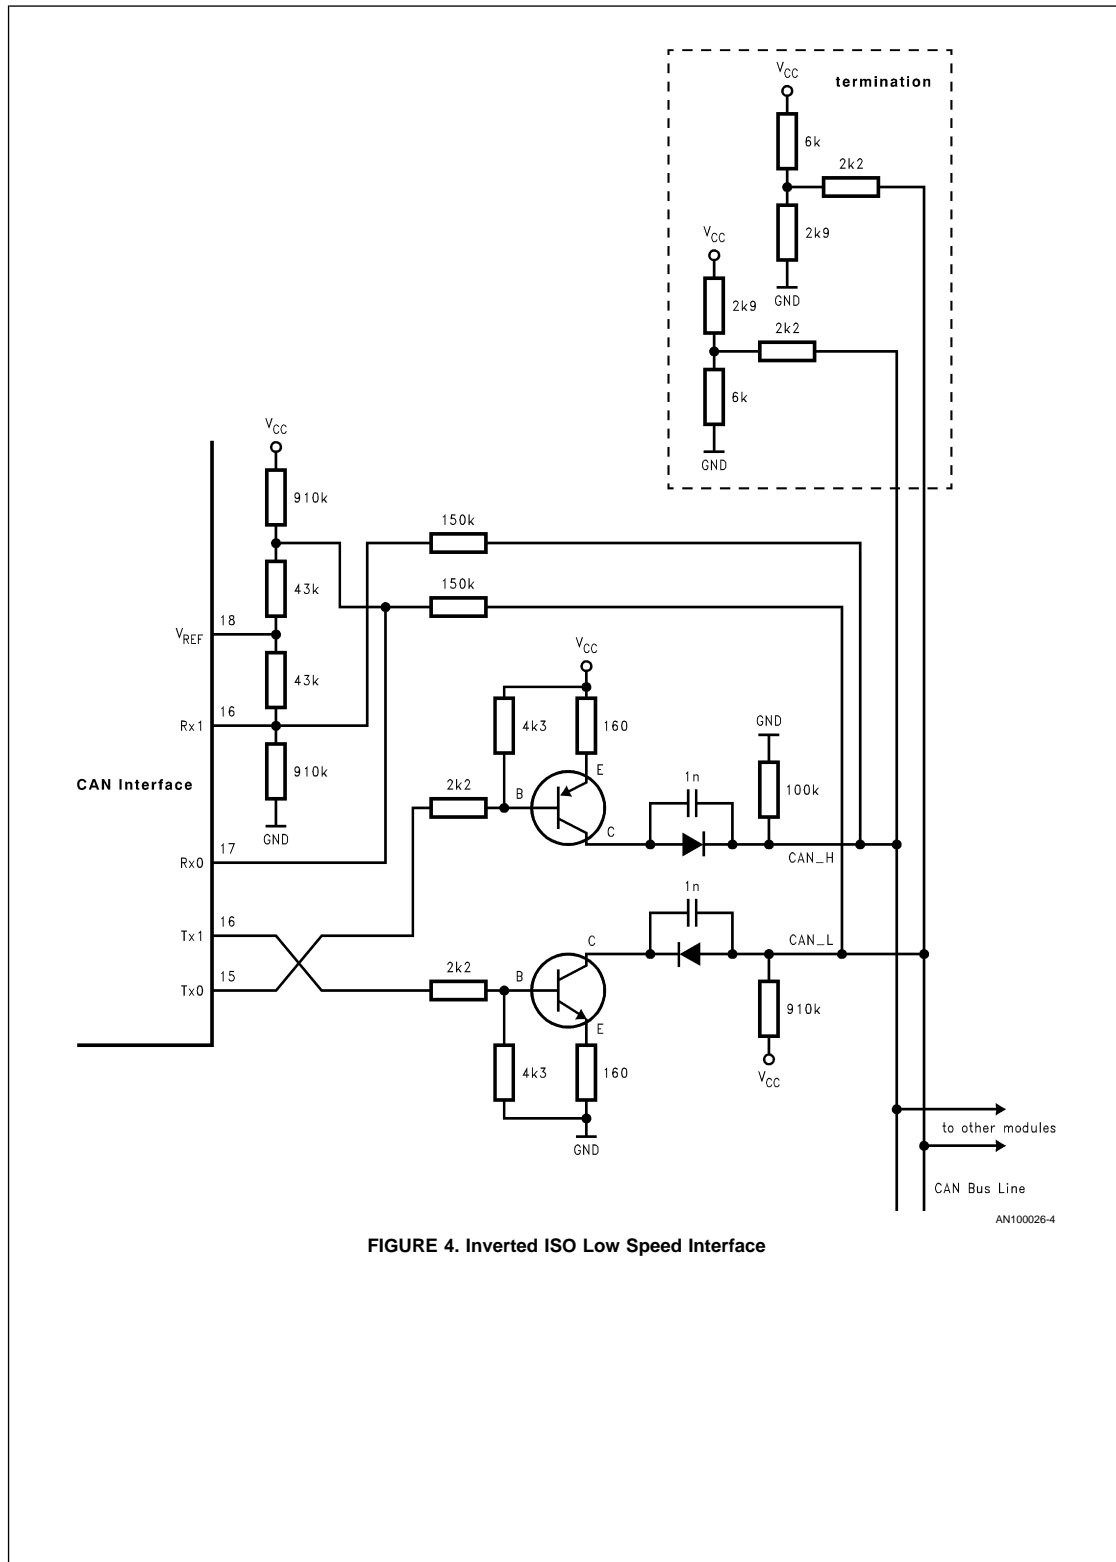 VCC
termination
6k
2k2
2k9
VCC
GND
2k9
2k2
6k
GND
VCC
910k
150k
43k
150k
18
VREF
VCC
43k
16
Rx1
4k3
160
GND
910k
E
1n
100k
CAN Interface
2k2
B
GND
C
CAN_H
17
Rx0
1n
16
C
CAN_L
Tx1
2k2
B
15
Tx0
910k
E
4k3
160
VCC
to other modules
GND
CAN Bus Line
AN100026-4
FIGURE 4. Inverted ISO Low Speed Interface